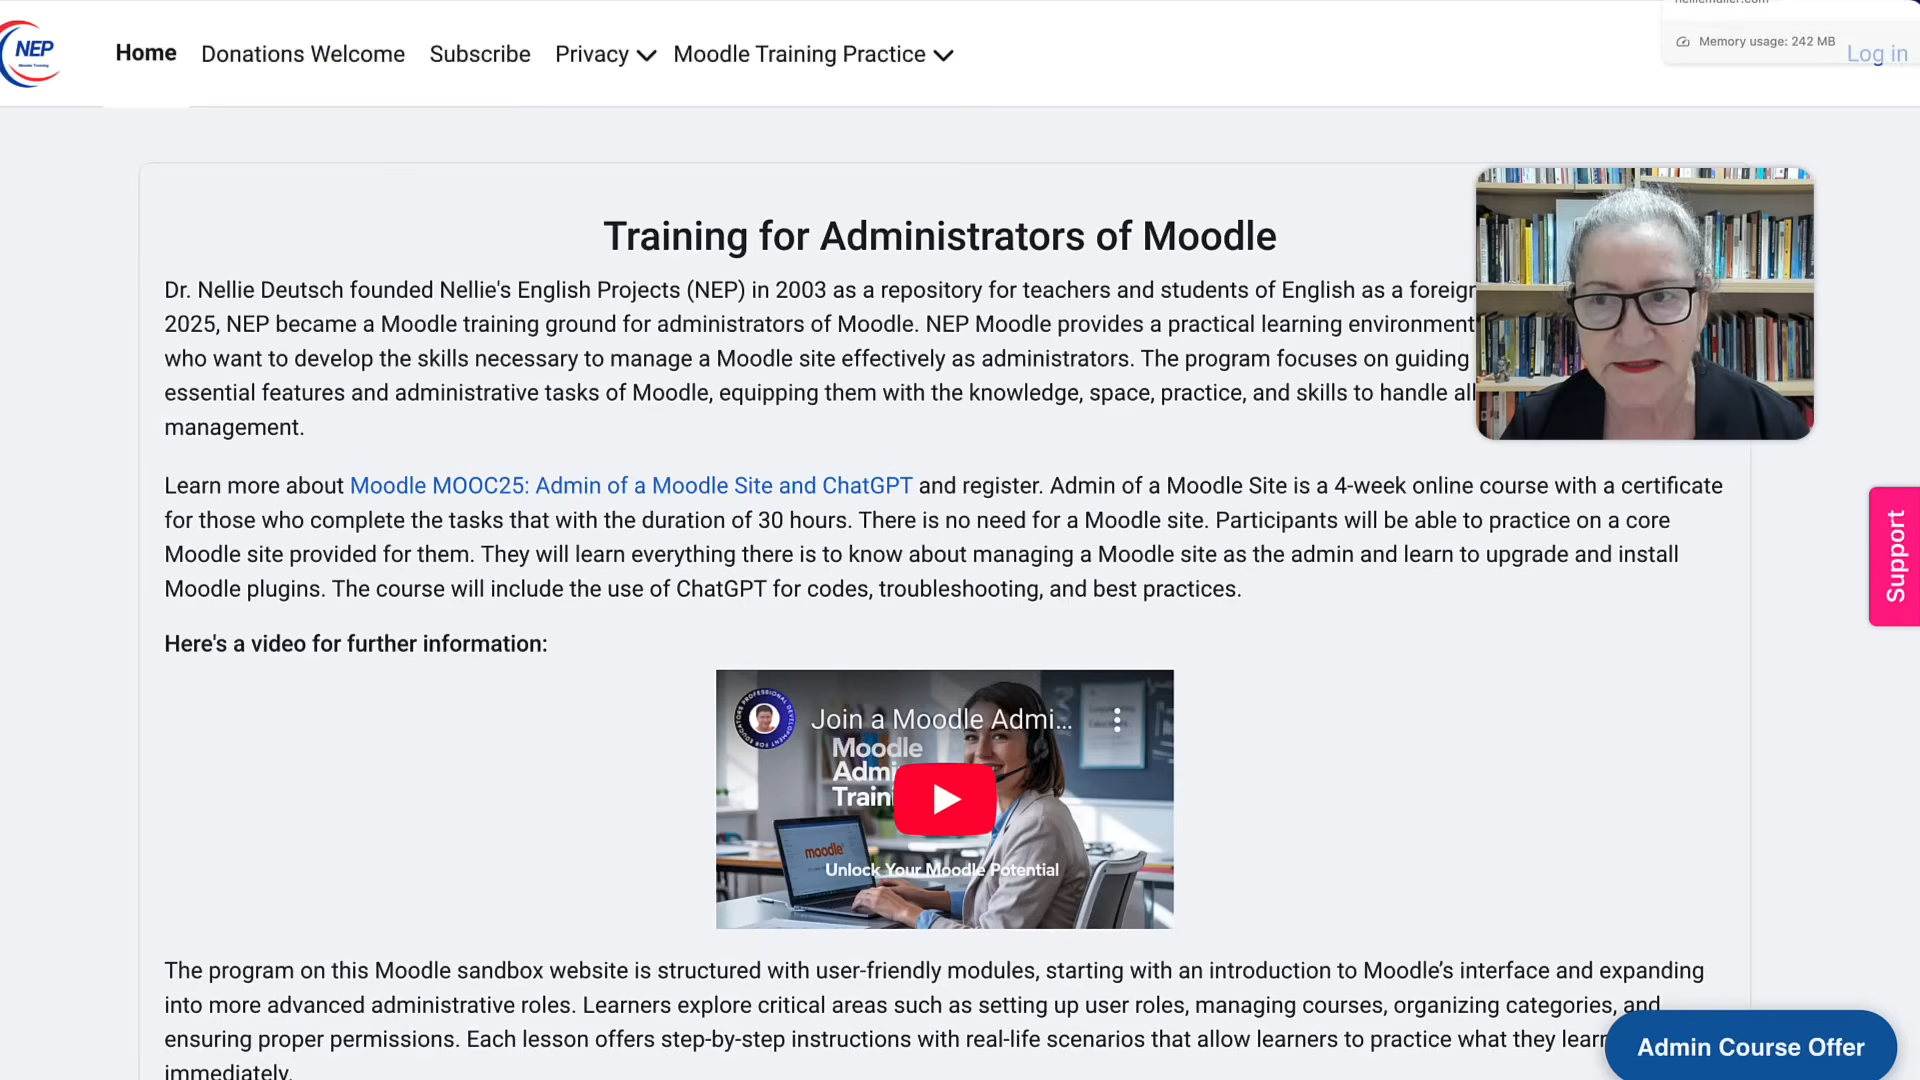 NEP
Moodle Training
Home
Donations Welcome
Subscribe
Privacy
Moodle Training Practice
Memory usage: 242 MB
Log in
Training for Administrators of Moodle
Dr. Nellie Deutsch founded Nellie's English Projects (NEP) in 2003 as a repository for teachers and students of English as a foreign
2025, NEP became a Moodle training ground for administrators of Moodle. NEP Moodle provides a practical learning environment
who want to develop the skills necessary to manage a Moodle site effectively as administrators. The program focuses on guiding
essential features and administrative tasks of Moodle, equipping them with the knowledge, space, practice, and skills to handle all
management.
Learn more about Moodle MOOC25: Admin of a Moodle Site and ChatGPT and register. Admin of a Moodle Site is a 4-week online course with a certificate
for those who complete the tasks that with the duration of 30 hours. There is no need for a Moodle site. Participants will be able to practice on a core
Moodle site provided for them. They will learn everything there is to know about managing a Moodle site as the admin and learn to upgrade and install
Moodle plugins. The course will include the use of ChatGPT for codes, troubleshooting, and best practices.
Support
Here's a video for further information:
Join a Moodle Admi...
Moodle
Admi
Traini
moodle
Unlock Your Moodle Potential
The program on this Moodle sandbox website is structured with user-friendly modules, starting with an introduction to Moodle’s interface and expanding
into more advanced administrative roles. Learners explore critical areas such as setting up user roles, managing courses, organizing categories, and
ensuring proper permissions. Each lesson offers step-by-step instructions with real-life scenarios that allow learners to practice what they learn
immediately.
Admin Course Offer